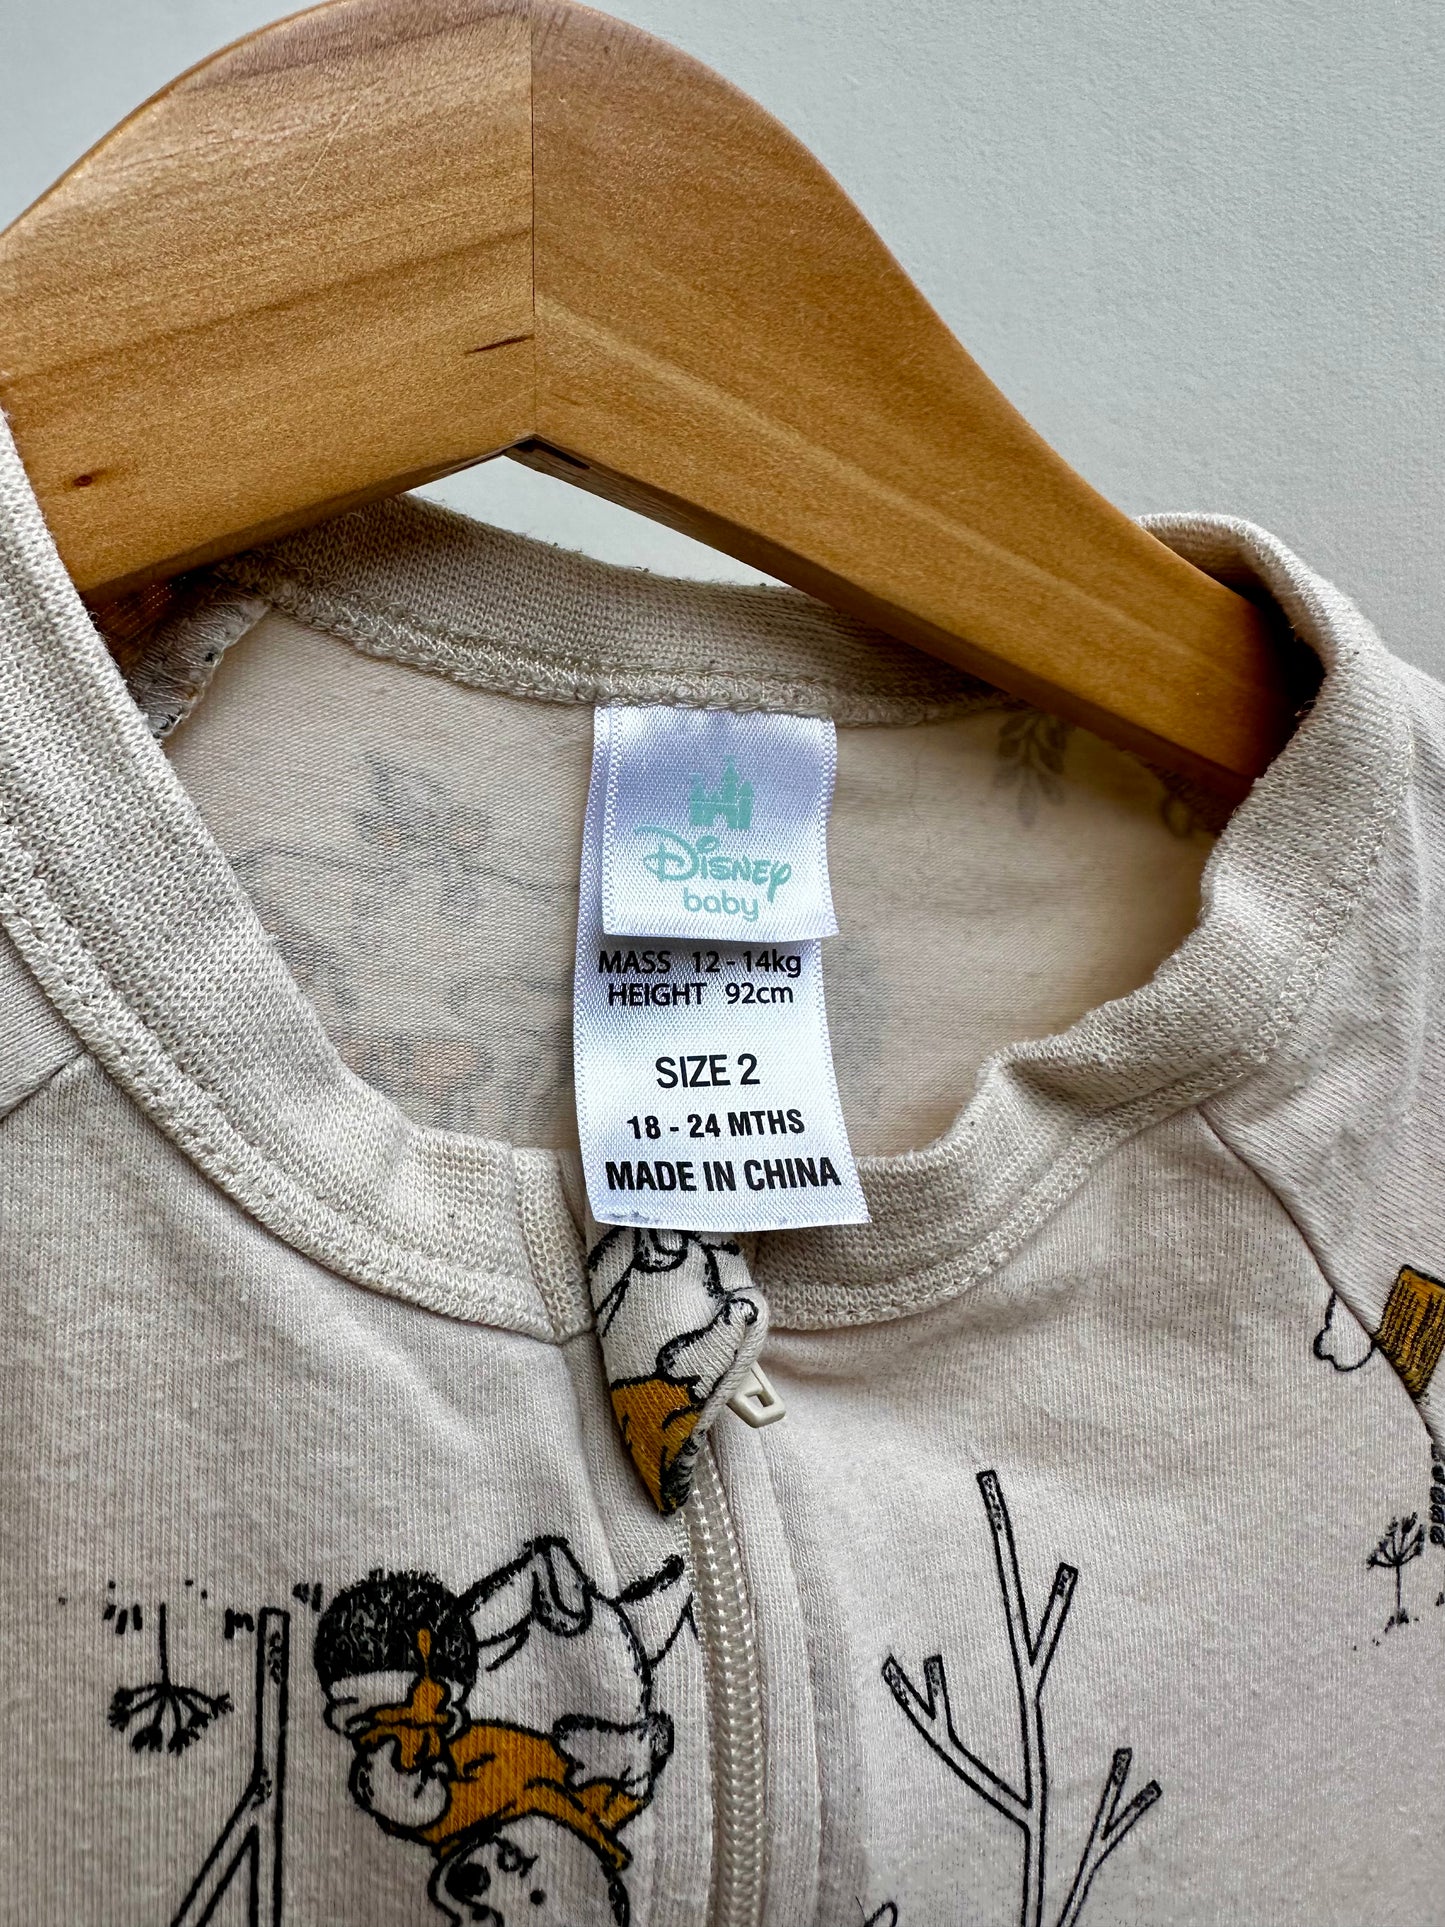 Disney
baby
MASS 12 - 14kg
HEIGHT 92cm
SIZE 2
18 - 24 MTHS
MADE IN CHINA